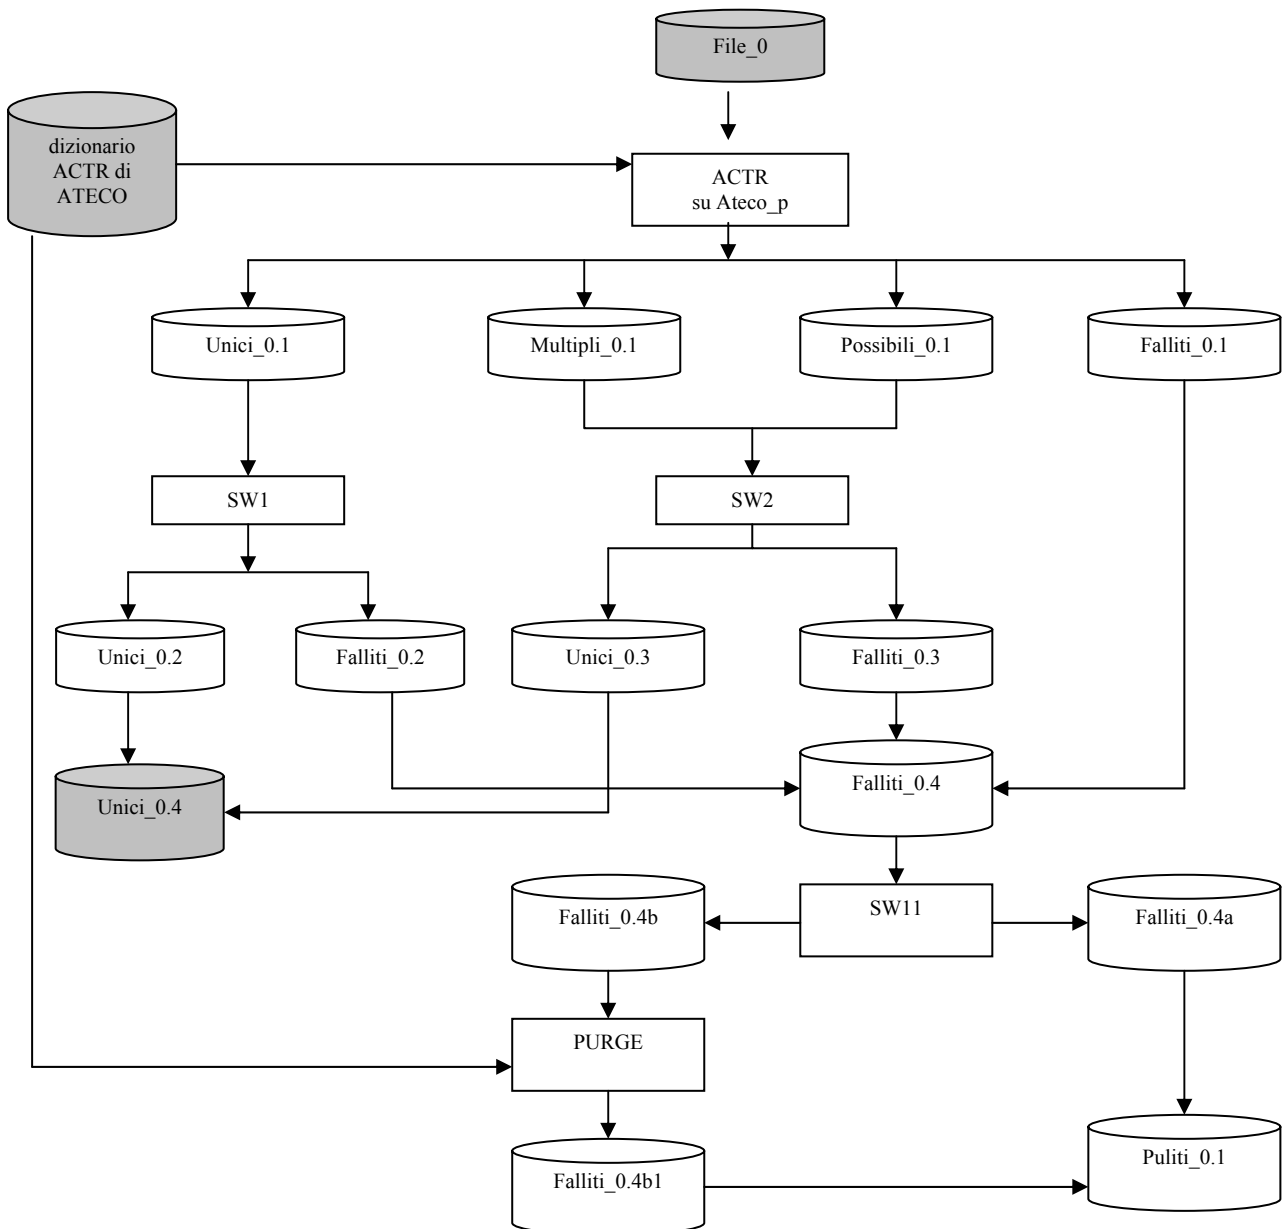 File_0
dizionario
ACTR di
ATECO
ACTR
su Ateco_p
Unici_0.1
Multipli_0.1
Possibili_0.1
Falliti_0.1
SW1
SW2
Unici_0.2
Falliti_0.2
Unici_0.3
Falliti_0.3
Unici_0.4
Falliti_0.4
Falliti_0.4b
SW11
Falliti_0.4a
PURGE
Falliti_0.4b1
Puliti_0.1